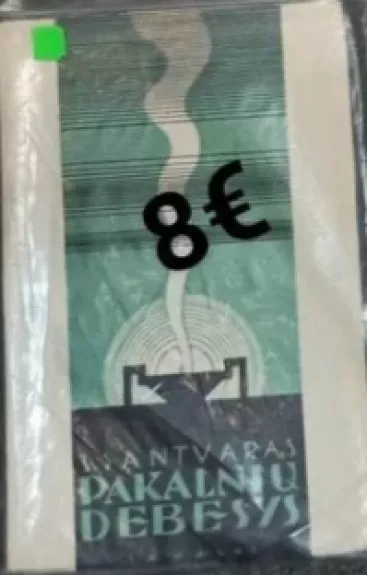 8€
L. ANTVARAS
PAKALNIŲ
DEBESYS